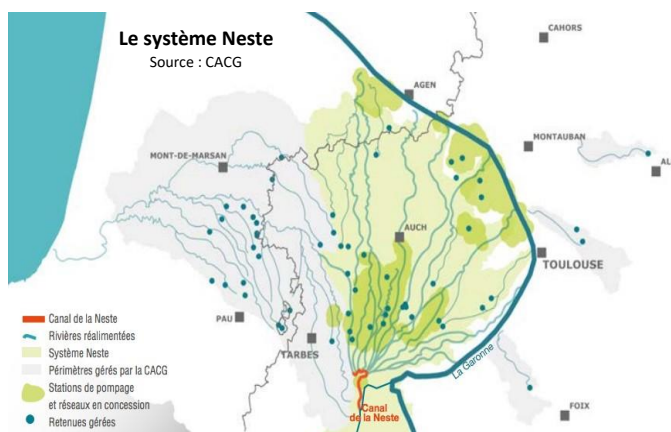 Le système Neste
Source : CACG
CAHORS
AGEN
MONTAUBAN
MONT-DE-MARSAN
AL
AUCH
TOULOUSE
PAU
TARBES
La Garonne
FOIX
Canal
de la Neste
Canal de la Neste
Rivières réalimentées
Système Neste
Périmètres gérés par la CACG
Stations de pompage
et réseaux en concession
Retenues gérées